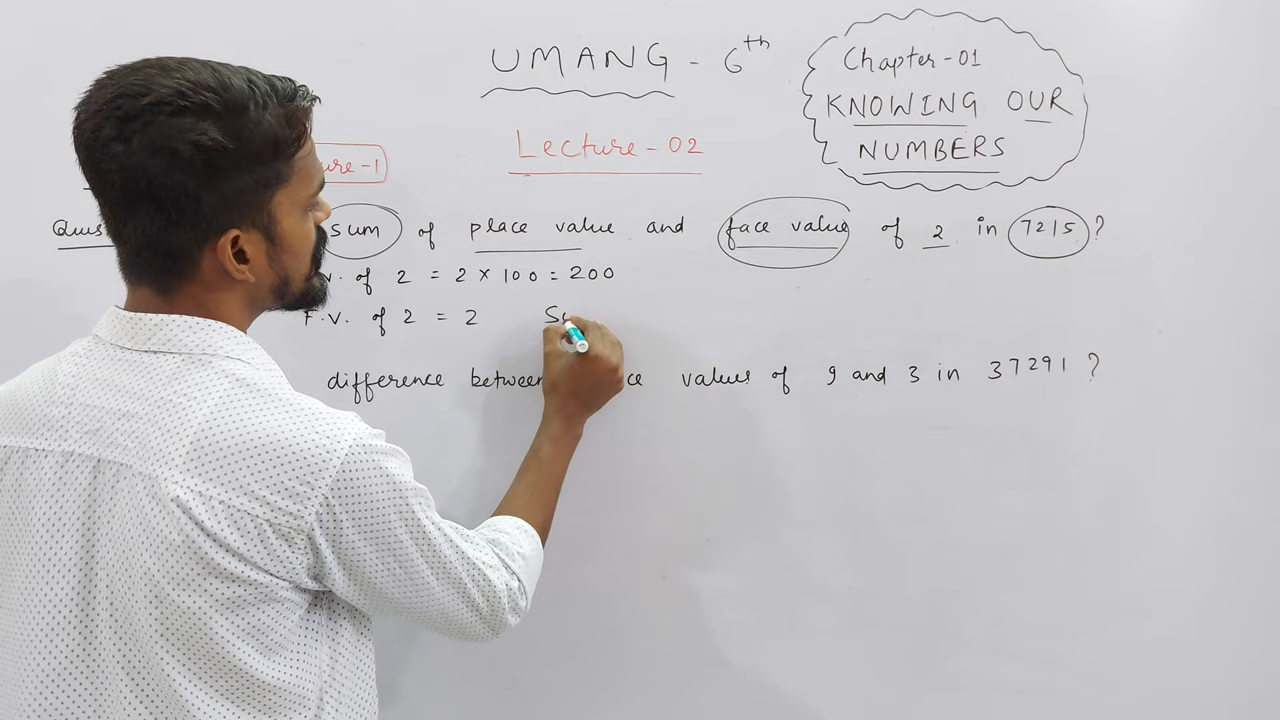 UMANG - 6th
Chapter-01
KNOWING OUR
NUMBERS
Lecture-02
ure-1
Ques sum of place value and face value of 2 in 7215?
v. of 2 = 2 × 100 = 200
F.V. of 2 = 2 Su
difference between ce values of 9 and 3 in 37291?